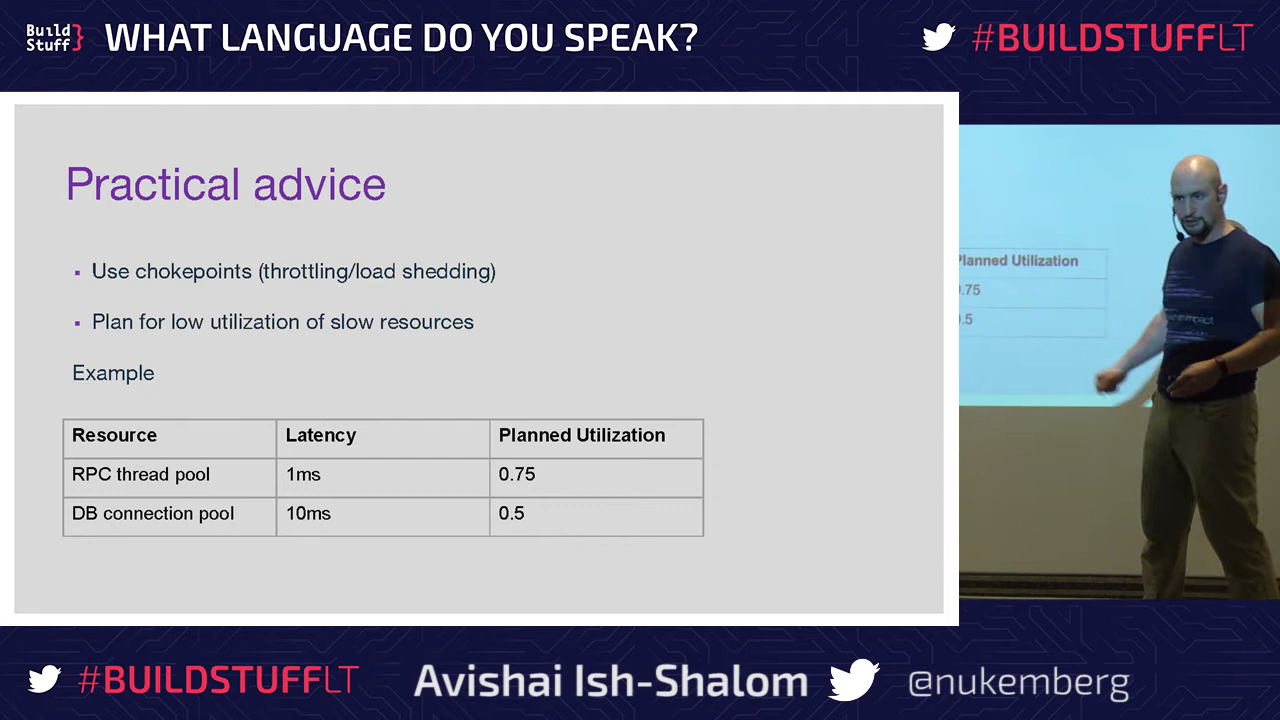 Build
Stuff}
WHAT LANGUAGE DO YOU SPEAK?
#BUILDSTUFFLT
Practical advice
Use chokepoints (throttling/load shedding)
Plan for low utilization of slow resources
Example
Resource Latency Planned Utilization
RPC thread pool 1ms 0.75
DB connection pool 10ms 0.5
Planned Utilization
.75
.5
#BUILDSTUFFLT
Avishai Ish-Shalom
@nukemberg